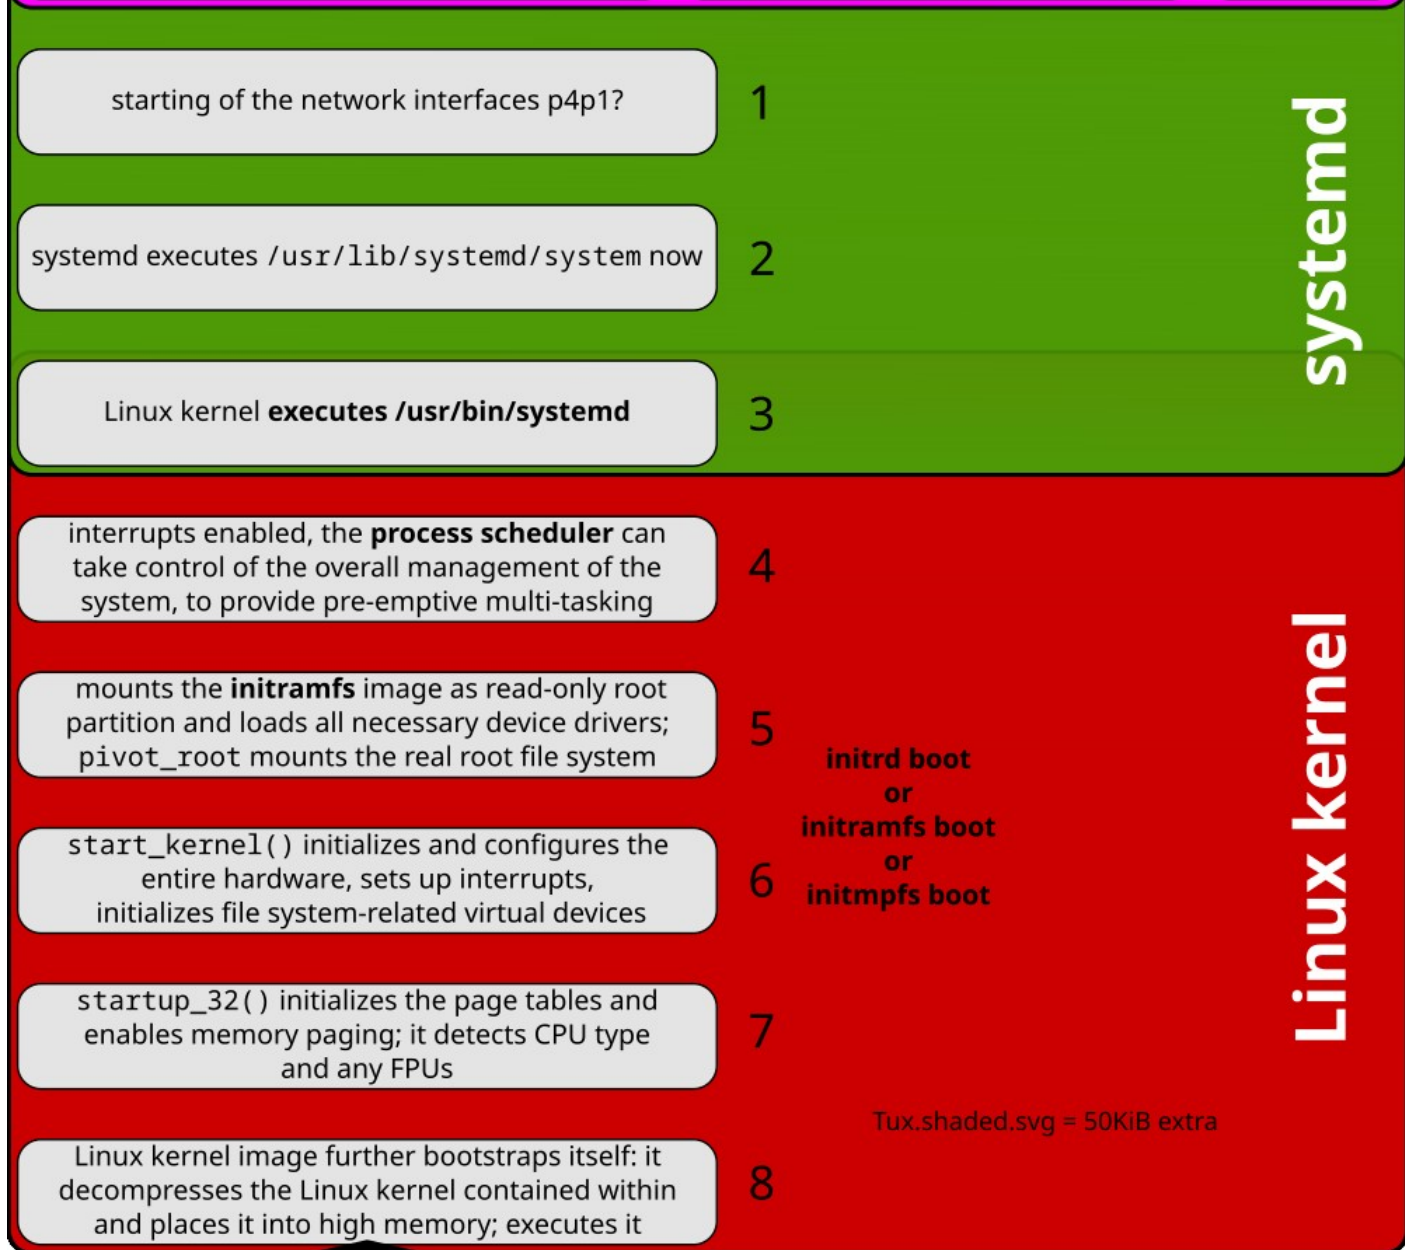 starting of the network interfaces p4p1?
1
systemd executes /usr/lib/systemd/system now
2
Linux kernel executes /usr/bin/systemd
3
systemd
interrupts enabled, the process scheduler can
take control of the overall management of the
system, to provide pre-emptive multi-tasking
4
mounts the initramfs image as read-only root
partition and loads all necessary device drivers;
pivot_root mounts the real root file system
5
initrd boot
or
initramfs boot
or
initmpfs boot
start_kernel() initializes and configures the
entire hardware, sets up interrupts,
initializes file system-related virtual devices
6
startup_32() initializes the page tables and
enables memory paging; it detects CPU type
and any FPUs
7
Tux.shaded.svg = 50KiB extra
Linux kernel image further bootstraps itself: it
decompresses the Linux kernel contained within
and places it into high memory; executes it
8
Linux kernel